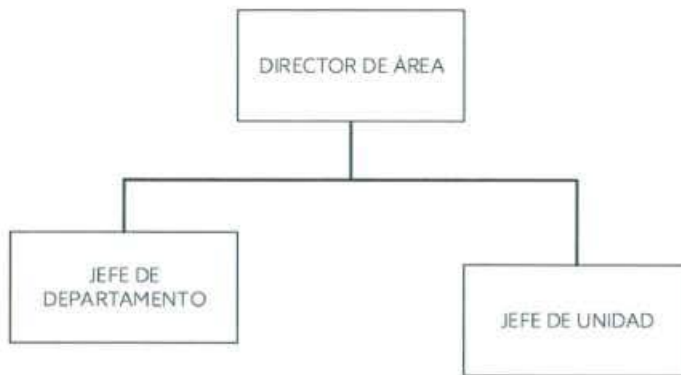 DIRECTOR DE ÁREA
JEFE DE
DEPARTAMENTO
JEFE DE UNIDAD